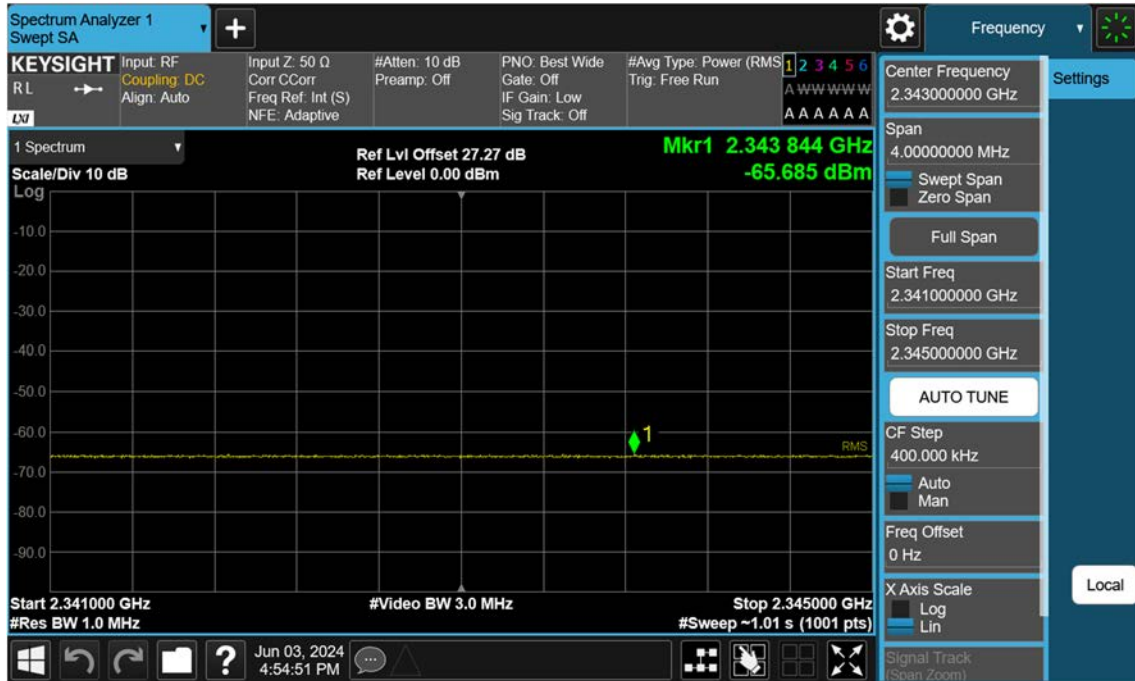 Spectrum Analyzer 1
Swept SA
+
Frequency
KEYSIGHT
RL
LXI
Input: RF
Coupling: DC
Align: Auto
Input Z: 50 Ω
Corr CCorr
Freq Ref: Int (S)
NFE: Adaptive
#Atten: 10 dB
Preamp: Off
PNO: Best Wide
Gate: Off
IF Gain: Low
Sig Track: Off
#Avg Type: Power (RMS
Trig: Free Run
1 2 3 4 5 6
A W W W W W
A A A A A A
1 Spectrum
Scale/Div 10 dB
Ref Lvl Offset 27.27 dB
Ref Level 0.00 dBm
Mkr1 2.343 844 GHz
-65.685 dBm
Log
-10.0
-20.0
-30.0
-40.0
-50.0
-60.0
-70.0
-80.0
-90.0
1
RMS
Start 2.341000 GHz
#Res BW 1.0 MHz
#Video BW 3.0 MHz
Stop 2.345000 GHz
#Sweep ~1.01 s (1001 pts)
?
Jun 03, 2024
4:54:51 PM
Center Frequency
2.343000000 GHz
Span
4.00000000 MHz
Swept Span
Zero Span
Full Span
Start Freq
2.341000000 GHz
Stop Freq
2.345000000 GHz
AUTO TUNE
CF Step
400.000 kHz
Auto
Man
Freq Offset
0 Hz
X Axis Scale
Log
Lin
Signal Track
(Span Zoom)
Settings
Local